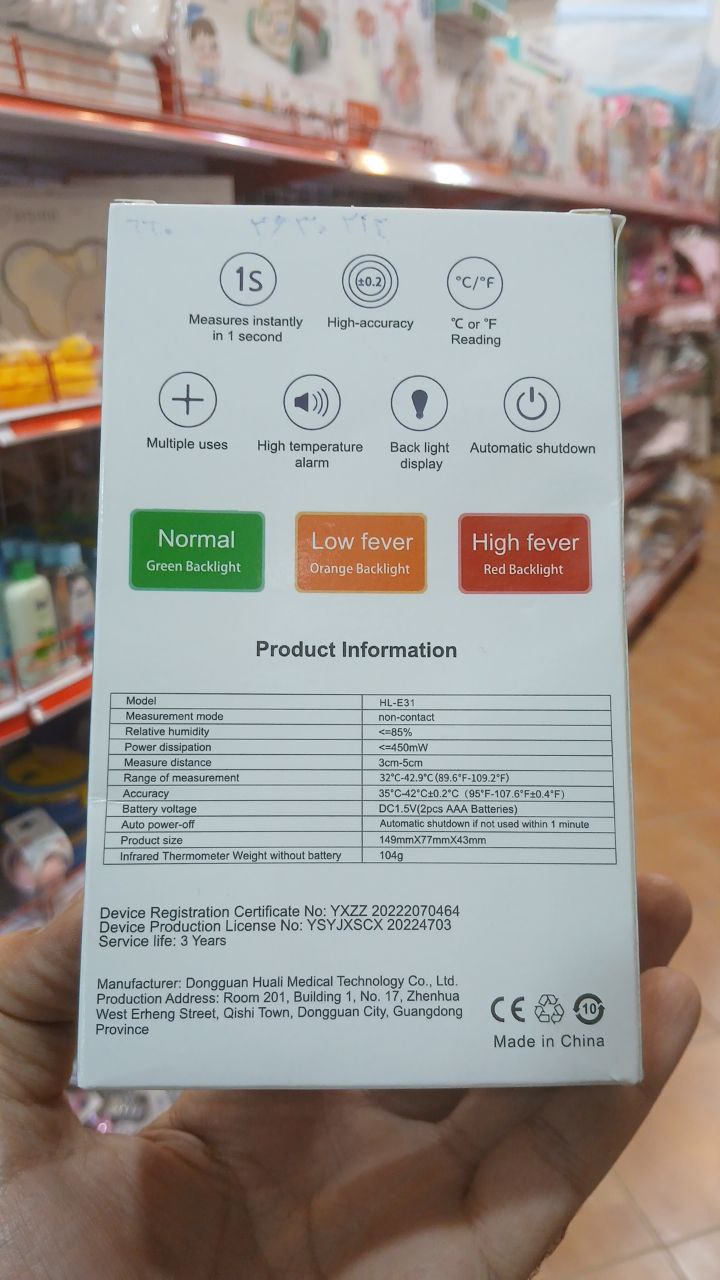 1S
±0.2
°C/°F
Measures instantly
in 1 second
High-accuracy
℃ or °F
Reading
Multiple uses
High temperature
alarm
Back light
display
Automatic shutdown
Normal
Green Backlight
Low fever
Orange Backlight
High fever
Red Backlight
Product Information
Model HL-E31
Measurement mode non-contact
Relative humidity <=85%
Power dissipation <=450mW
Measure distance 3cm-5cm
Range of measurement 32°C-42.9°C(89.6°F-109.2°F)
Accuracy 35°C-42°C±0.2°C（95°F-107.6°F±0.4°F）
Battery voltage DC1.5V(2pcs AAA Batteries)
Auto power-off Automatic shutdown if not used within 1 minute
Product size 149mmX77mmX43mm
Infrared Thermometer Weight without battery 104g
Device Registration Certificate No: YXZZ 20222070464
Device Production License No: YSYJXSCX 20224703
Service life: 3 Years
Manufacturer: Dongguan Huali Medical Technology Co., Ltd.
Production Address: Room 201, Building 1, No. 17, Zhenhua
West Erheng Street, Qishi Town, Dongguan City, Guangdong
Province
CE
10
Made in China